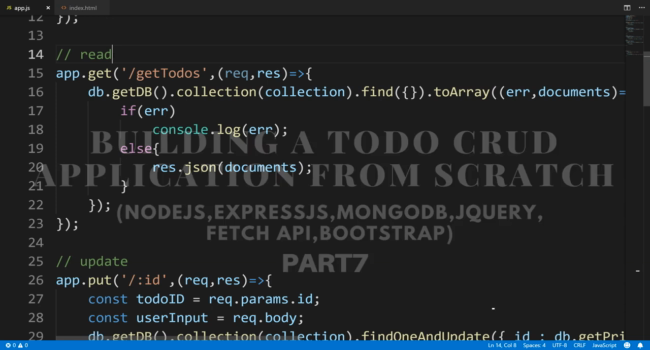 app.js × index.html
12 });
13
14 // read
15 app.get('/getTodos',(req,res)=>{
16 db.getDB().collection(collection).find({}).toArray((err,documents)=
17 if(err)
18 console.log(err);
19 else{
20 res.json(documents);
21 }
22 });
23 });
24
25 // update
26 app.put('/:id',(req,res)=>{
27 const todoID = req.params.id;
28 const userInput = req.body;
29 db.getDB().collection(collection).findOneAndUpdate({_id : db.getPri
BUILDING A TODO CRUD
APPLICATION FROM SCRATCH
(NODEJS,EXPRESSJS,MONGODB,JQUERY,
FETCH API,BOOTSTRAP)
PART7
0 0 Ln 14, Col 8 Spaces: 4 UTF-8 CRLF JavaScript